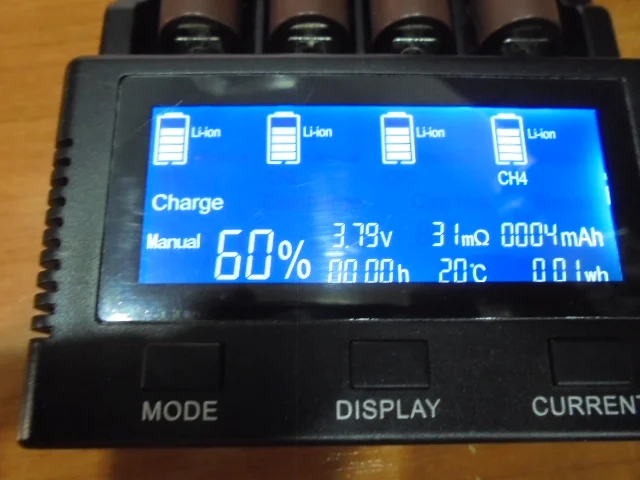 Li-ion Li-ion Li-ion Li-ion
CH4
Charge
Manual 60% 3.79v 31mΩ 0004mAh
00:00h 20°C 0.01wh
MODE DISPLAY CURRENT